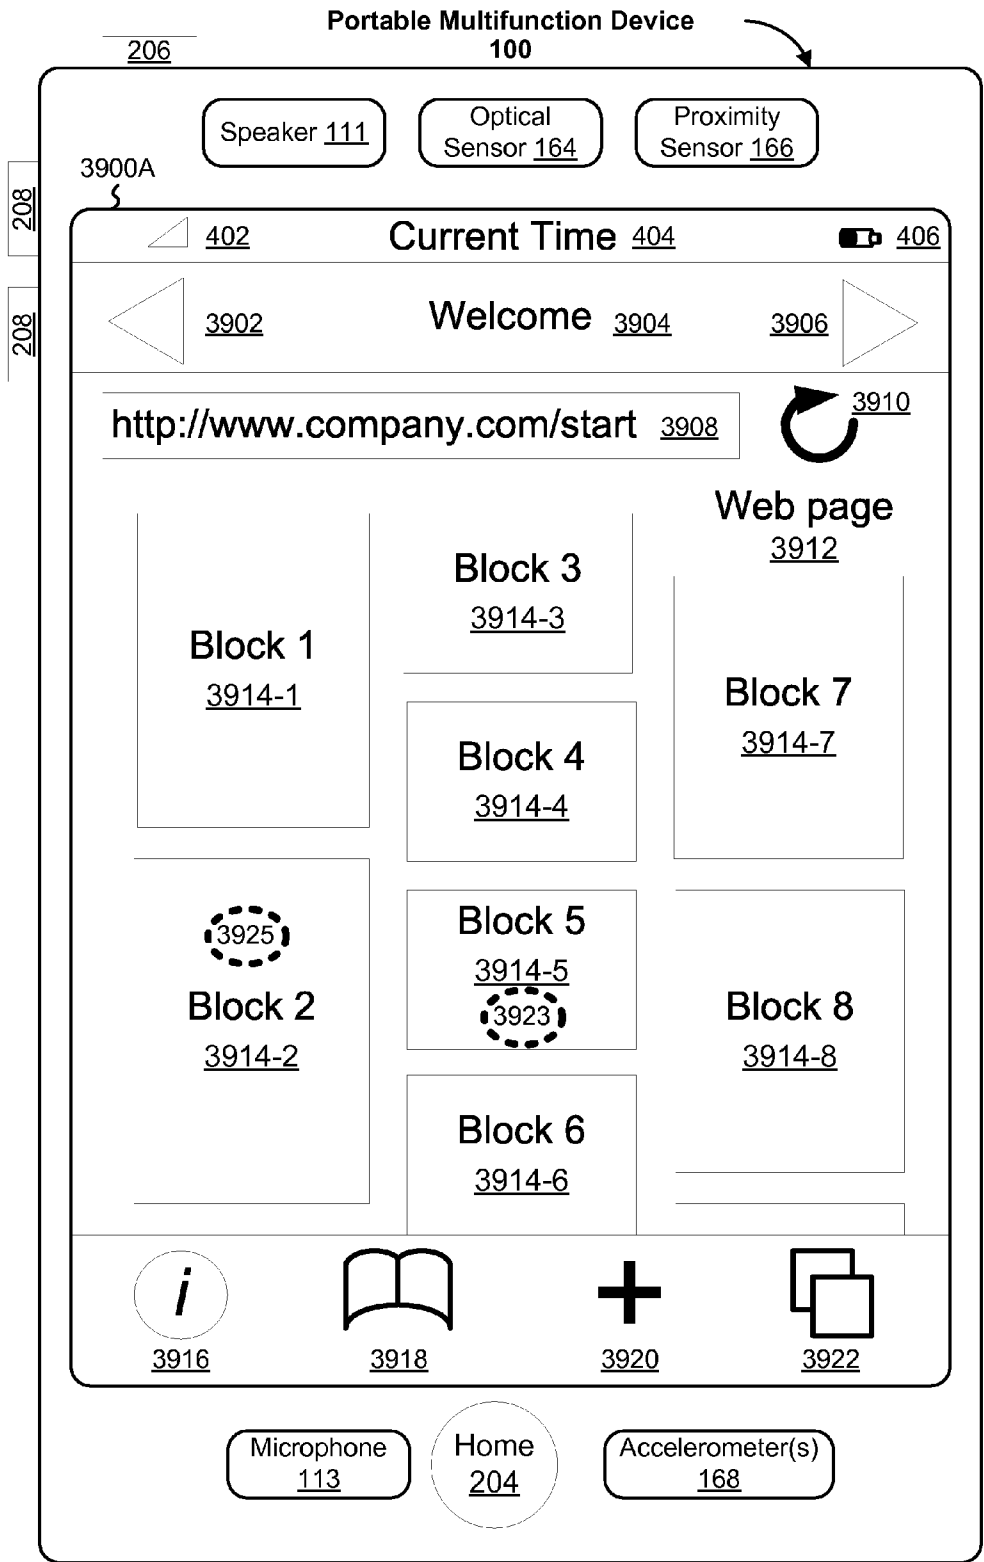 Portable Multifunction Device
100
206
Speaker 111
Optical
Sensor 164
Proximity
Sensor 166
3900A
208
208
402
Current Time 404
406
3902
Welcome 3904
3906
http://www.company.com/start 3908
3910
Web page
3912
Block 1
3914-1
Block 2
3914-2
3925
Block 3
3914-3
Block 4
3914-4
Block 5
3914-5
3923
Block 6
3914-6
Block 7
3914-7
Block 8
3914-8
i
3916
3918
3920
3922
Microphone
113
Home
204
Accelerometer(s)
168